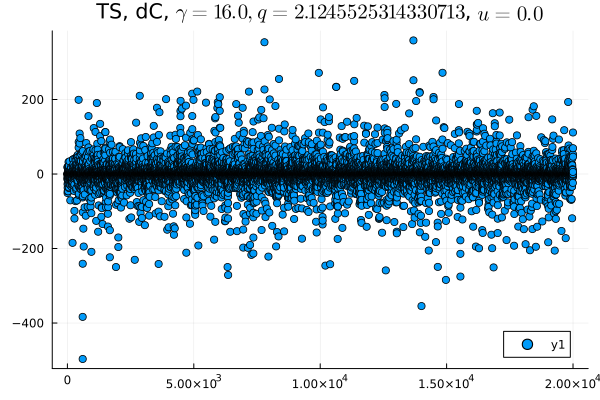 TS, dC, γ = 16.0, q = 2.1245525314330713, u = 0.0
200
0
−200
−400
y1
0 5.00×10³ 1.00×10⁴ 1.50×10⁴ 2.00×10⁴